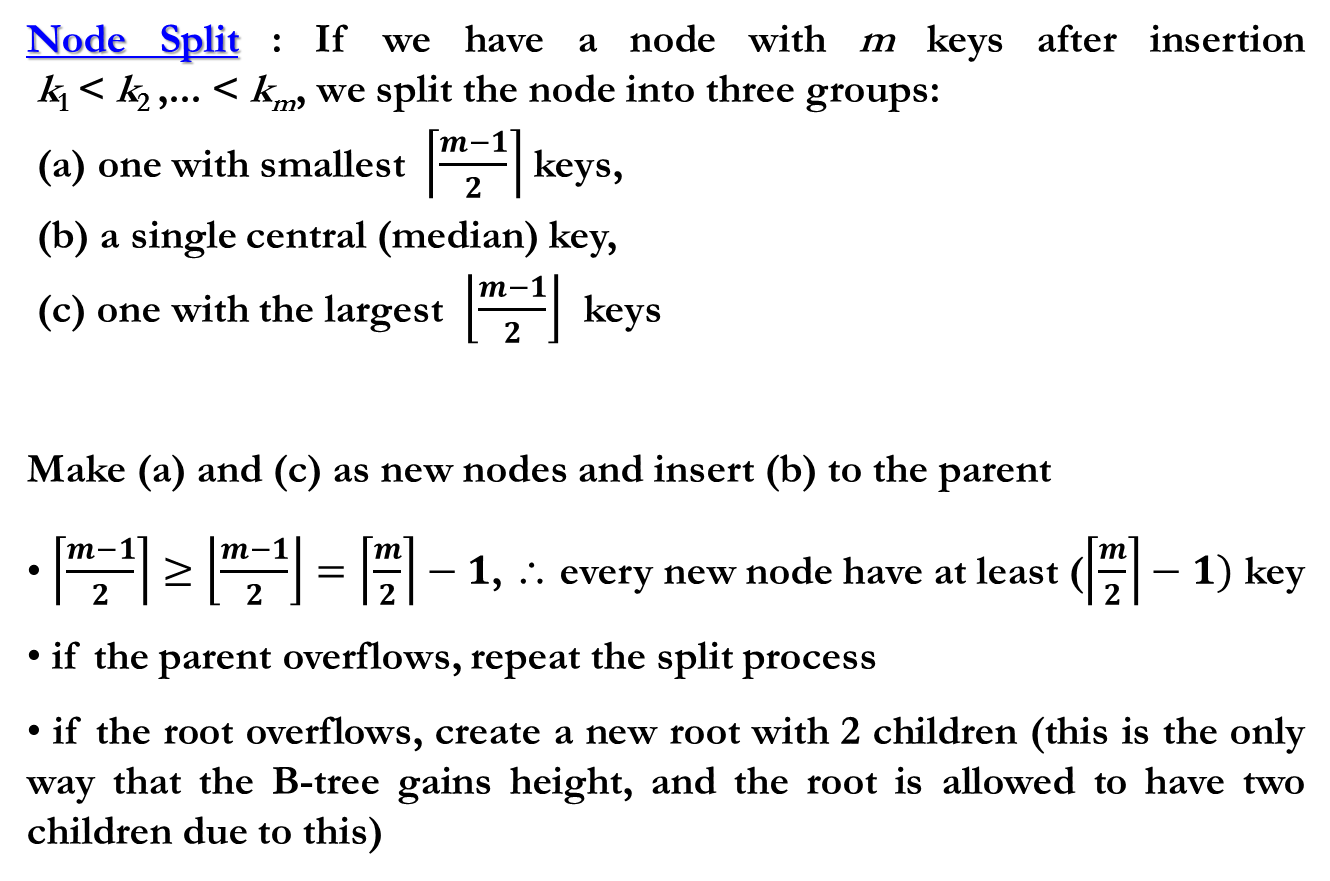 Node Split : If we have a node with m keys after insertion
k₁ < k₂ ,... < kₘ, we split the node into three groups:
(a) one with smallest ⌈(m−1)/2⌉ keys,
(b) a single central (median) key,
(c) one with the largest ⌊(m−1)/2⌋ keys
Make (a) and (c) as new nodes and insert (b) to the parent
• ⌈(m−1)/2⌉ ≥ ⌊(m−1)/2⌋ = ⌈m/2⌉ − 1, ∴ every new node have at least (⌈m/2⌉ − 1) key
• if the parent overflows, repeat the split process
• if the root overflows, create a new root with 2 children (this is the only
way that the B-tree gains height, and the root is allowed to have two
children due to this)